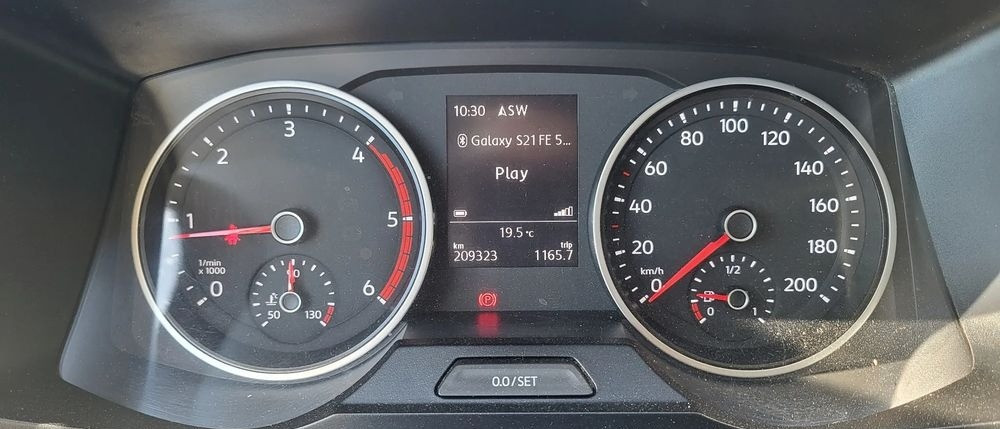 0
1
2
3
4
5
6
1/min
x 1000
50
90
130
10:30 ASW
Galaxy S21 FE 5...
Play
19.5 °C
km
trip
209323
1165.7
P
0.0/SET
0
20
40
60
80
100
120
140
160
180
200
km/h
0
1/2
1